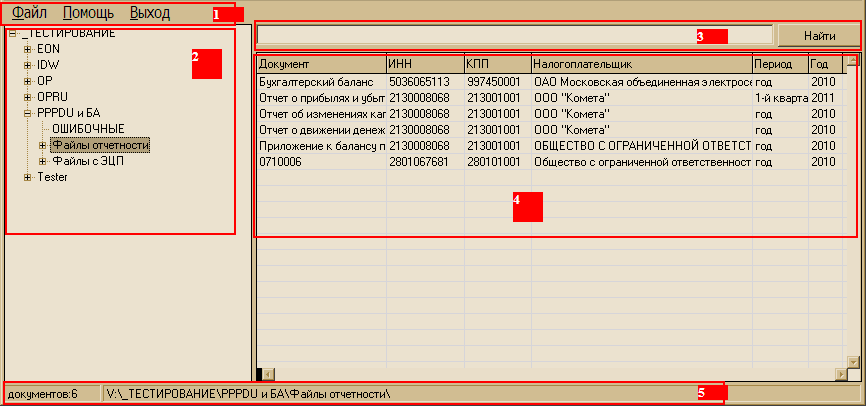 Файл Помощь Выход 1
_ТЕСТИРОВАНИЕ
EON
IDW
OP
OPRU
PPPDU и БА
ОШИБОЧНЫЕ
Файлы отчетности
Файлы с ЭЦП
Tester
2
3 Найти
Документ ИНН КПП Налогоплательщик Период Год
Бухгалтерский баланс 5036065113 997450001 ОАО Московская объединенная электросе год 2010
Отчет о прибылях и убыт 2130008068 213001001 ООО "Комета" 1-й кварта 2011
Отчет об изменениях кап 2130008068 213001001 ООО "Комета" год 2010
Отчет о движении денеж 2130008068 213001001 ООО "Комета" год 2010
Приложение к балансу п 2130008068 213001001 ОБЩЕСТВО С ОГРАНИЧЕННОЙ ОТВЕТСТ год 2010
0710006 2801067681 280101001 Общество с ограниченной ответственност год 2010
4
документов:6 V:\_ТЕСТИРОВАНИЕ\PPPDU и БА\Файлы отчетности\ 5